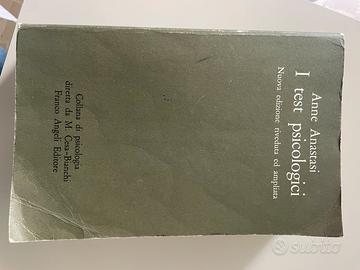 Anne Anastasi
I test psicologici
Nuova edizione riveduta ed ampliata
Collana di psicologia
diretta da M. Cesa-Bianchi
Franco Angeli Editore
subito